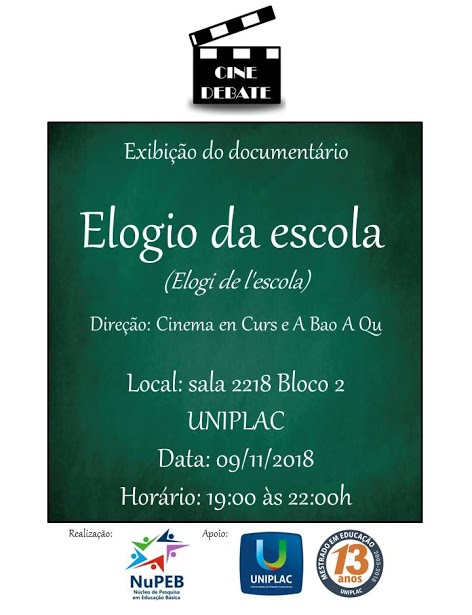 CINE
DEBATE
Exibição do documentário
Elogio da escola
(Elogi de l'escola)
Direção: Cinema en Curs e A Bao A Qu
Local: sala 2218 Bloco 2
UNIPLAC
Data: 09/11/2018
Horário: 19:00 às 22:00h
Realização:
NuPEB
Núcleo de Pesquisa
em Educação Básica
Apoio:
UNIPLAC
MESTRADO EM EDUCAÇÃO
2005-2018
13
anos
UNIPLAC